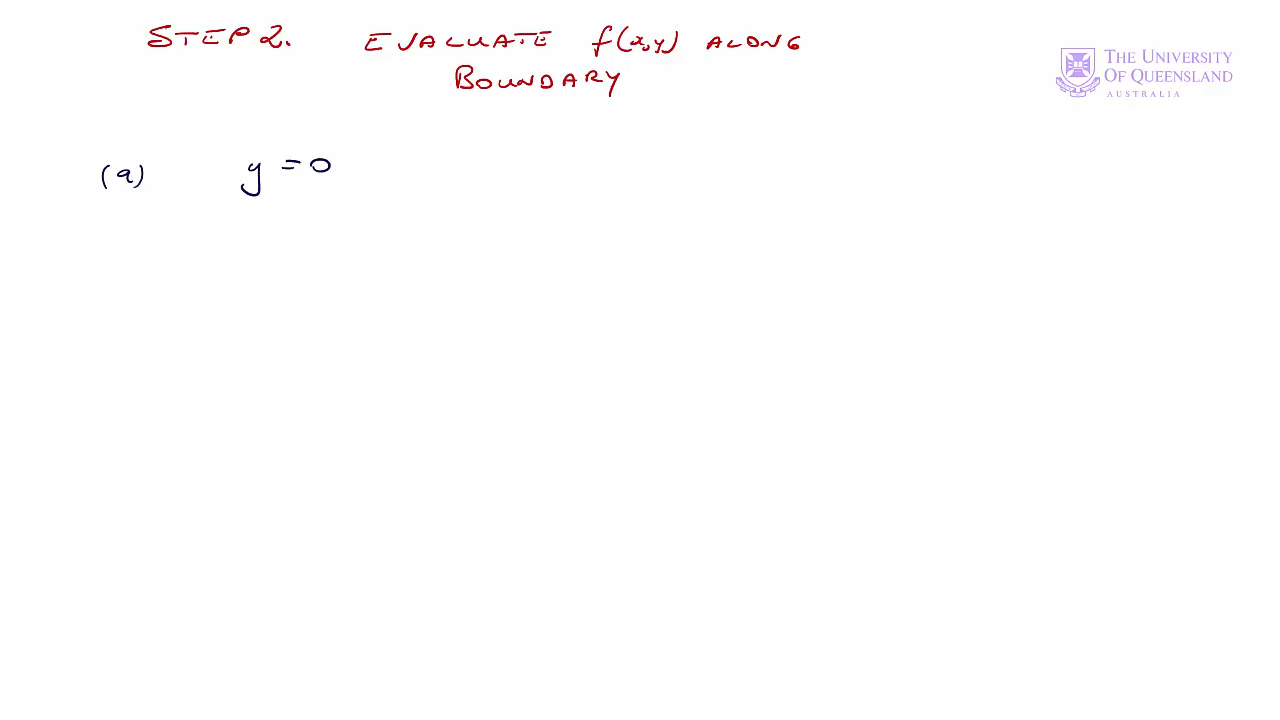 STEP 2. EVALUATE f(x,y) ALONG
BOUNDARY
THE UNIVERSITY
OF QUEENSLAND
AUSTRALIA
(a) y = 0